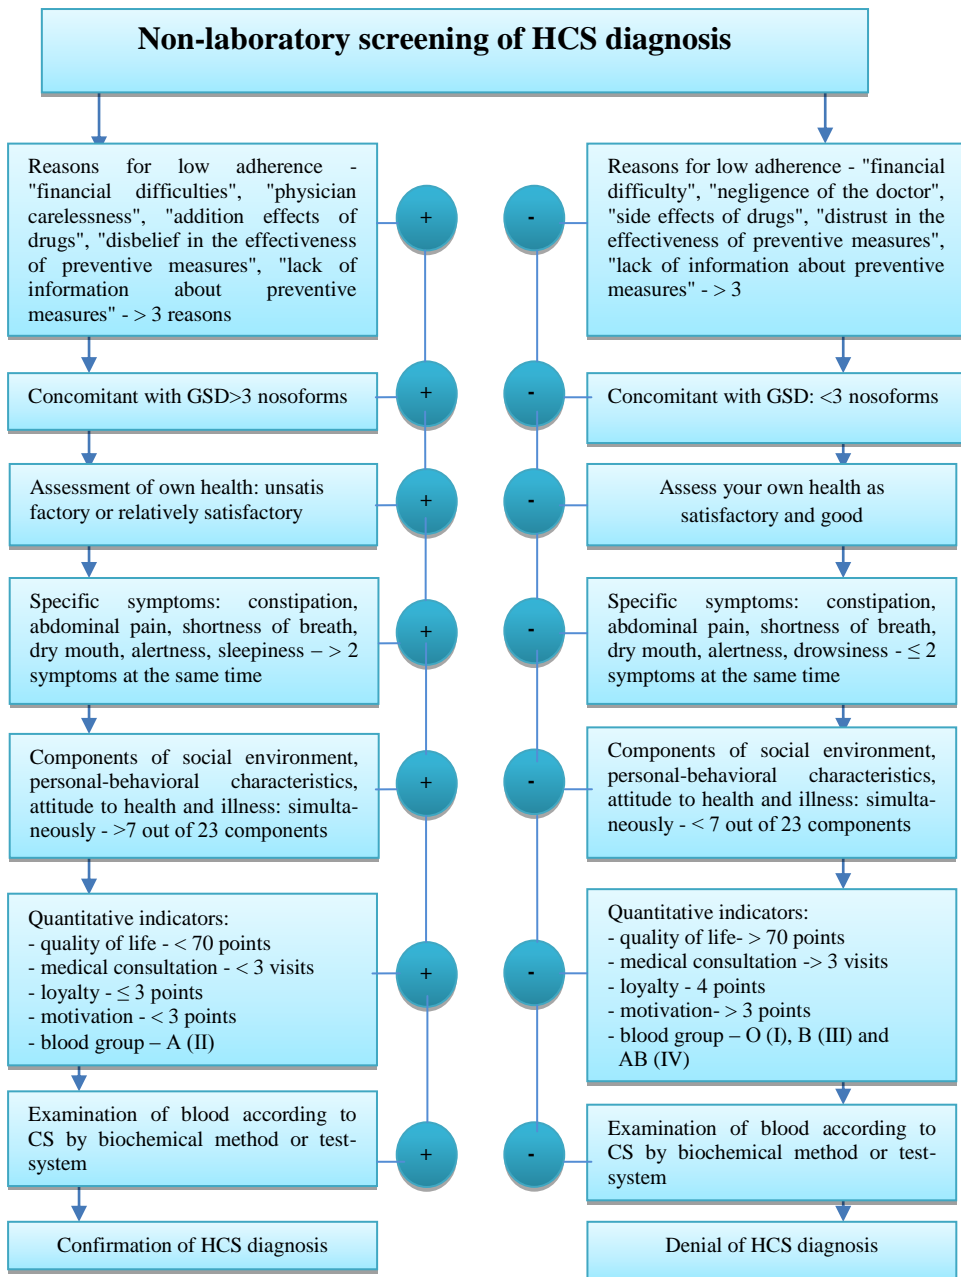 Non-laboratory screening of HCS diagnosis
Reasons for low adherence -
"financial difficulties", "physician
carelessness", "addition effects of
drugs", "disbelief in the effectiveness
of preventive measures", "lack of
information about preventive
measures" - > 3 reasons
+
Concomitant with GSD>3 nosoforms
+
Assessment of own health: unsatis
factory or relatively satisfactory
+
Specific symptoms: constipation,
abdominal pain, shortness of breath,
dry mouth, alertness, sleepiness – > 2
symptoms at the same time
+
Components of social environment,
personal-behavioral characteristics,
attitude to health and illness: simulta-
neously - >7 out of 23 components
+
Quantitative indicators:
- quality of life - < 70 points
- medical consultation - < 3 visits
- loyalty - ≤ 3 points
- motivation - < 3 points
- blood group – A (II)
+
Examination of blood according to
CS by biochemical method or test-
system
+
Confirmation of HCS diagnosis
Reasons for low adherence - "financial
difficulty", "negligence of the doctor",
"side effects of drugs", "distrust in the
effectiveness of preventive measures",
"lack of information about preventive
measures" - > 3
-
Concomitant with GSD: <3 nosoforms
-
Assess your own health as
satisfactory and good
-
Specific symptoms: constipation,
abdominal pain, shortness of breath,
dry mouth, alertness, drowsiness - ≤ 2
symptoms at the same time
-
Components of social environment,
personal-behavioral characteristics,
attitude to health and illness: simulta-
neously - < 7 out of 23 components
-
Quantitative indicators:
- quality of life- > 70 points
- medical consultation -> 3 visits
- loyalty - 4 points
- motivation- > 3 points
- blood group – O (I), B (III) and
AB (IV)
-
Examination of blood according to
CS by biochemical method or test-
system
-
Denial of HCS diagnosis